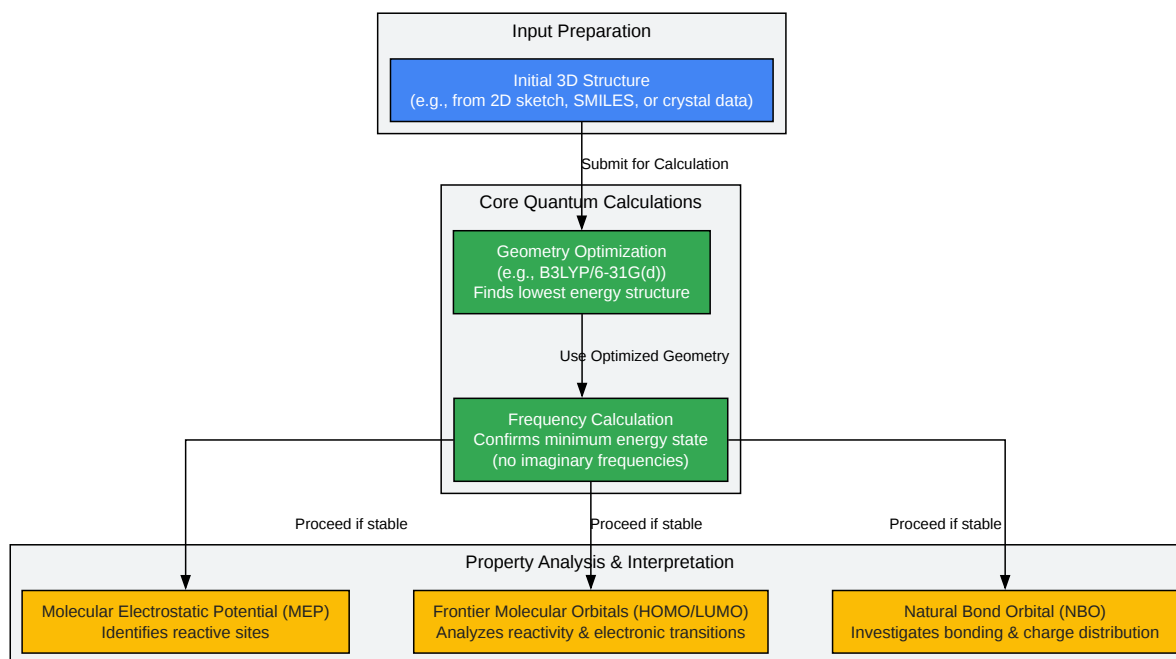 Input Preparation
Initial 3D Structure
(e.g., from 2D sketch, SMILES, or crystal data)
Submit for Calculation
Core Quantum Calculations
Geometry Optimization
(e.g., B3LYP/6-31G(d))
Finds lowest energy structure
Use Optimized Geometry
Frequency Calculation
Confirms minimum energy state
(no imaginary frequencies)
Proceed if stable
Proceed if stable
Proceed if stable
Property Analysis & Interpretation
Molecular Electrostatic Potential (MEP)
Identifies reactive sites
Frontier Molecular Orbitals (HOMO/LUMO)
Analyzes reactivity & electronic transitions
Natural Bond Orbital (NBO)
Investigates bonding & charge distribution